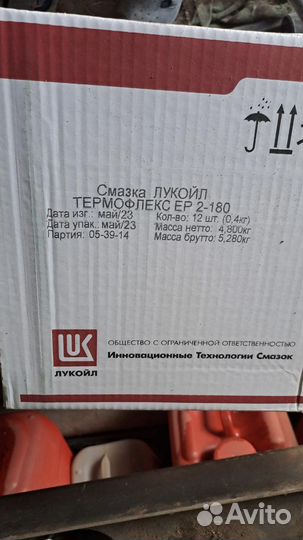 Смазка ЛУКОЙЛ
ТЕРМОФЛЕКС EP 2-180
Дата изг.: май/23 Кол-во: 12 шт. (0,4кг)
Дата упак.: май/23 Масса нетто: 4,800кг
Партия: 05-39-14 Масса брутто: 5,280кг
ЛУКОЙЛ
ОБЩЕСТВО С ОГРАНИЧЕННОЙ ОТВЕТСТВЕННОСТЬЮ
Инновационные Технологии Смазок
Avito